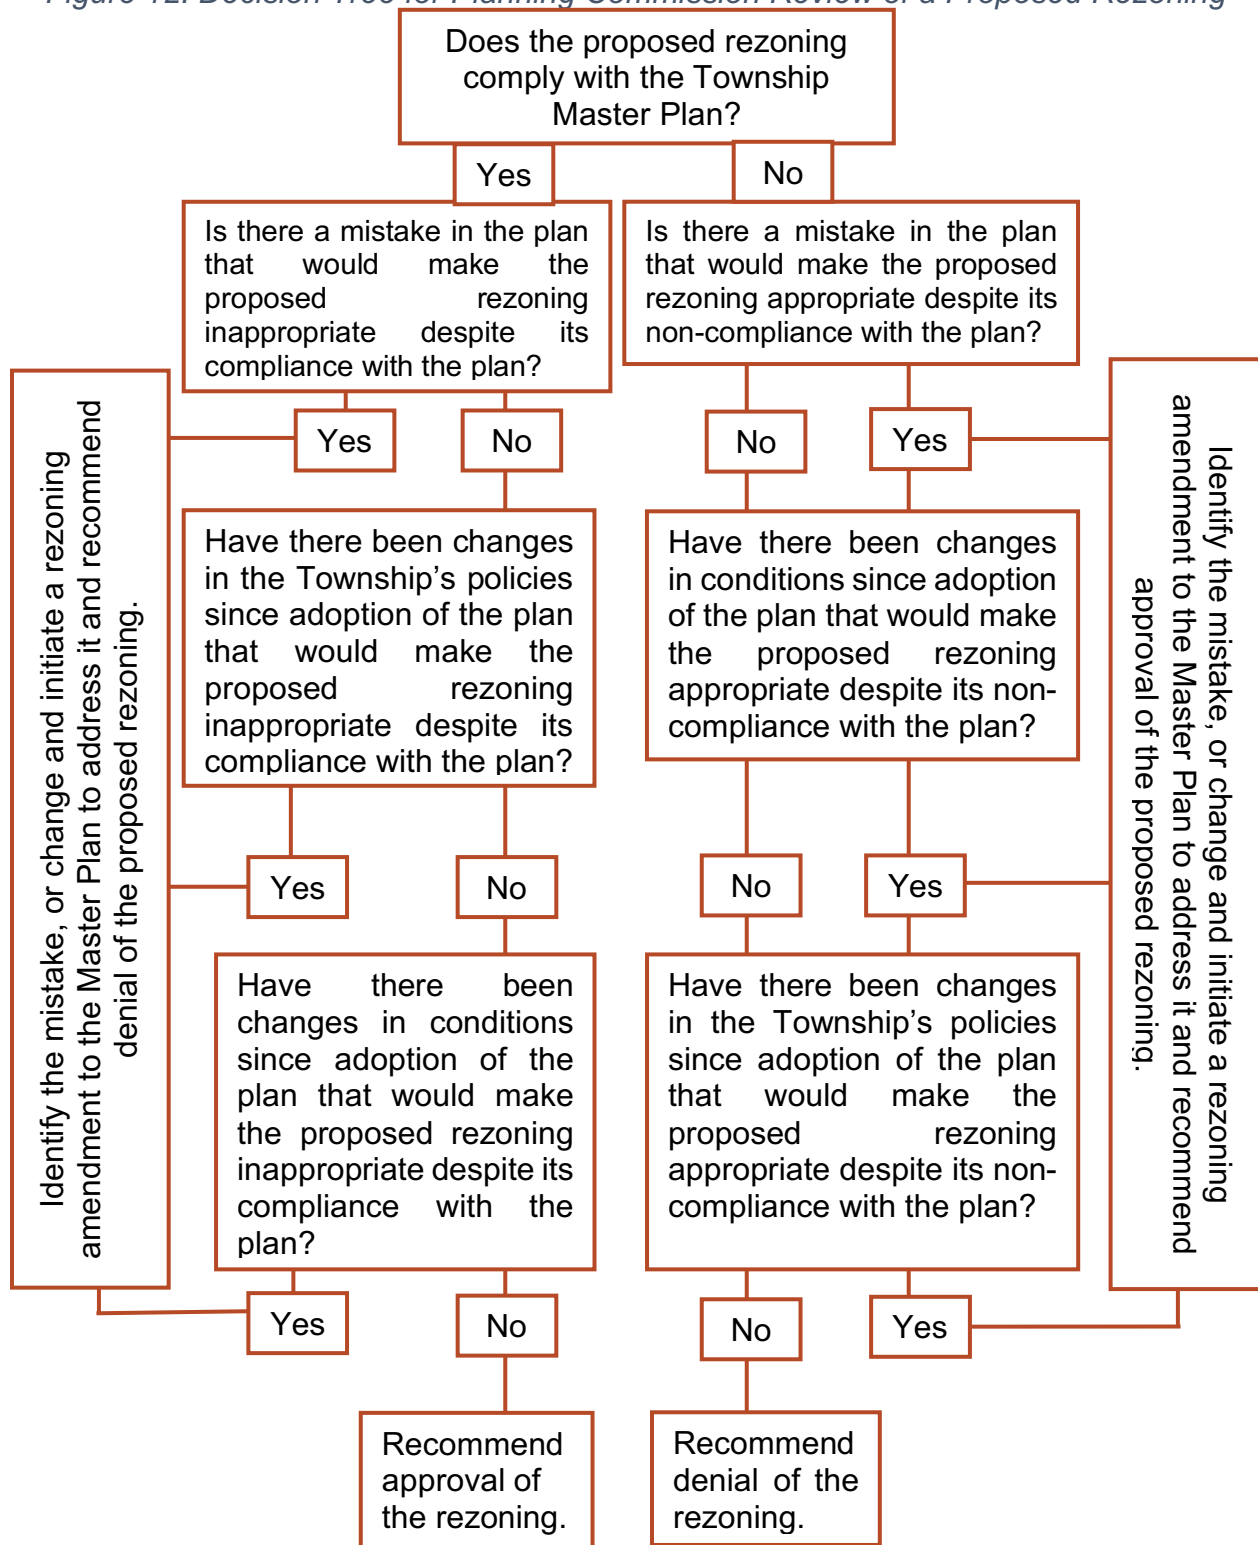 Figure 12. Decision Tree for Planning Commission Review of a Proposed Rezoning
Does the proposed rezoning
comply with the Township
Master Plan?
Yes
No
Is there a mistake in the plan
that would make the
proposed rezoning
inappropriate despite its
compliance with the plan?
Is there a mistake in the plan
that would make the proposed
rezoning appropriate despite its
non-compliance with the plan?
Yes
No
No
Yes
Identify the mistake, or change and initiate a rezoning
amendment to the Master Plan to address it and recommend
denial of the proposed rezoning.
Identify the mistake, or change and initiate a rezoning
amendment to the Master Plan to address it and recommend
approval of the proposed rezoning.
Have there been changes
in the Township’s policies
since adoption of the plan
that would make the
proposed rezoning
inappropriate despite its
compliance with the plan?
Have there been changes
in conditions since adoption
of the plan that would make
the proposed rezoning
appropriate despite its non-
compliance with the plan?
Yes
No
No
Yes
Have there been
changes in conditions
since adoption of the
plan that would make
the proposed rezoning
inappropriate despite its
compliance with the
plan?
Have there been changes
in the Township’s policies
since adoption of the plan
that would make the
proposed rezoning
appropriate despite its non-
compliance with the plan?
Yes
No
No
Yes
Recommend
approval of
the rezoning.
Recommend
denial of the
rezoning.